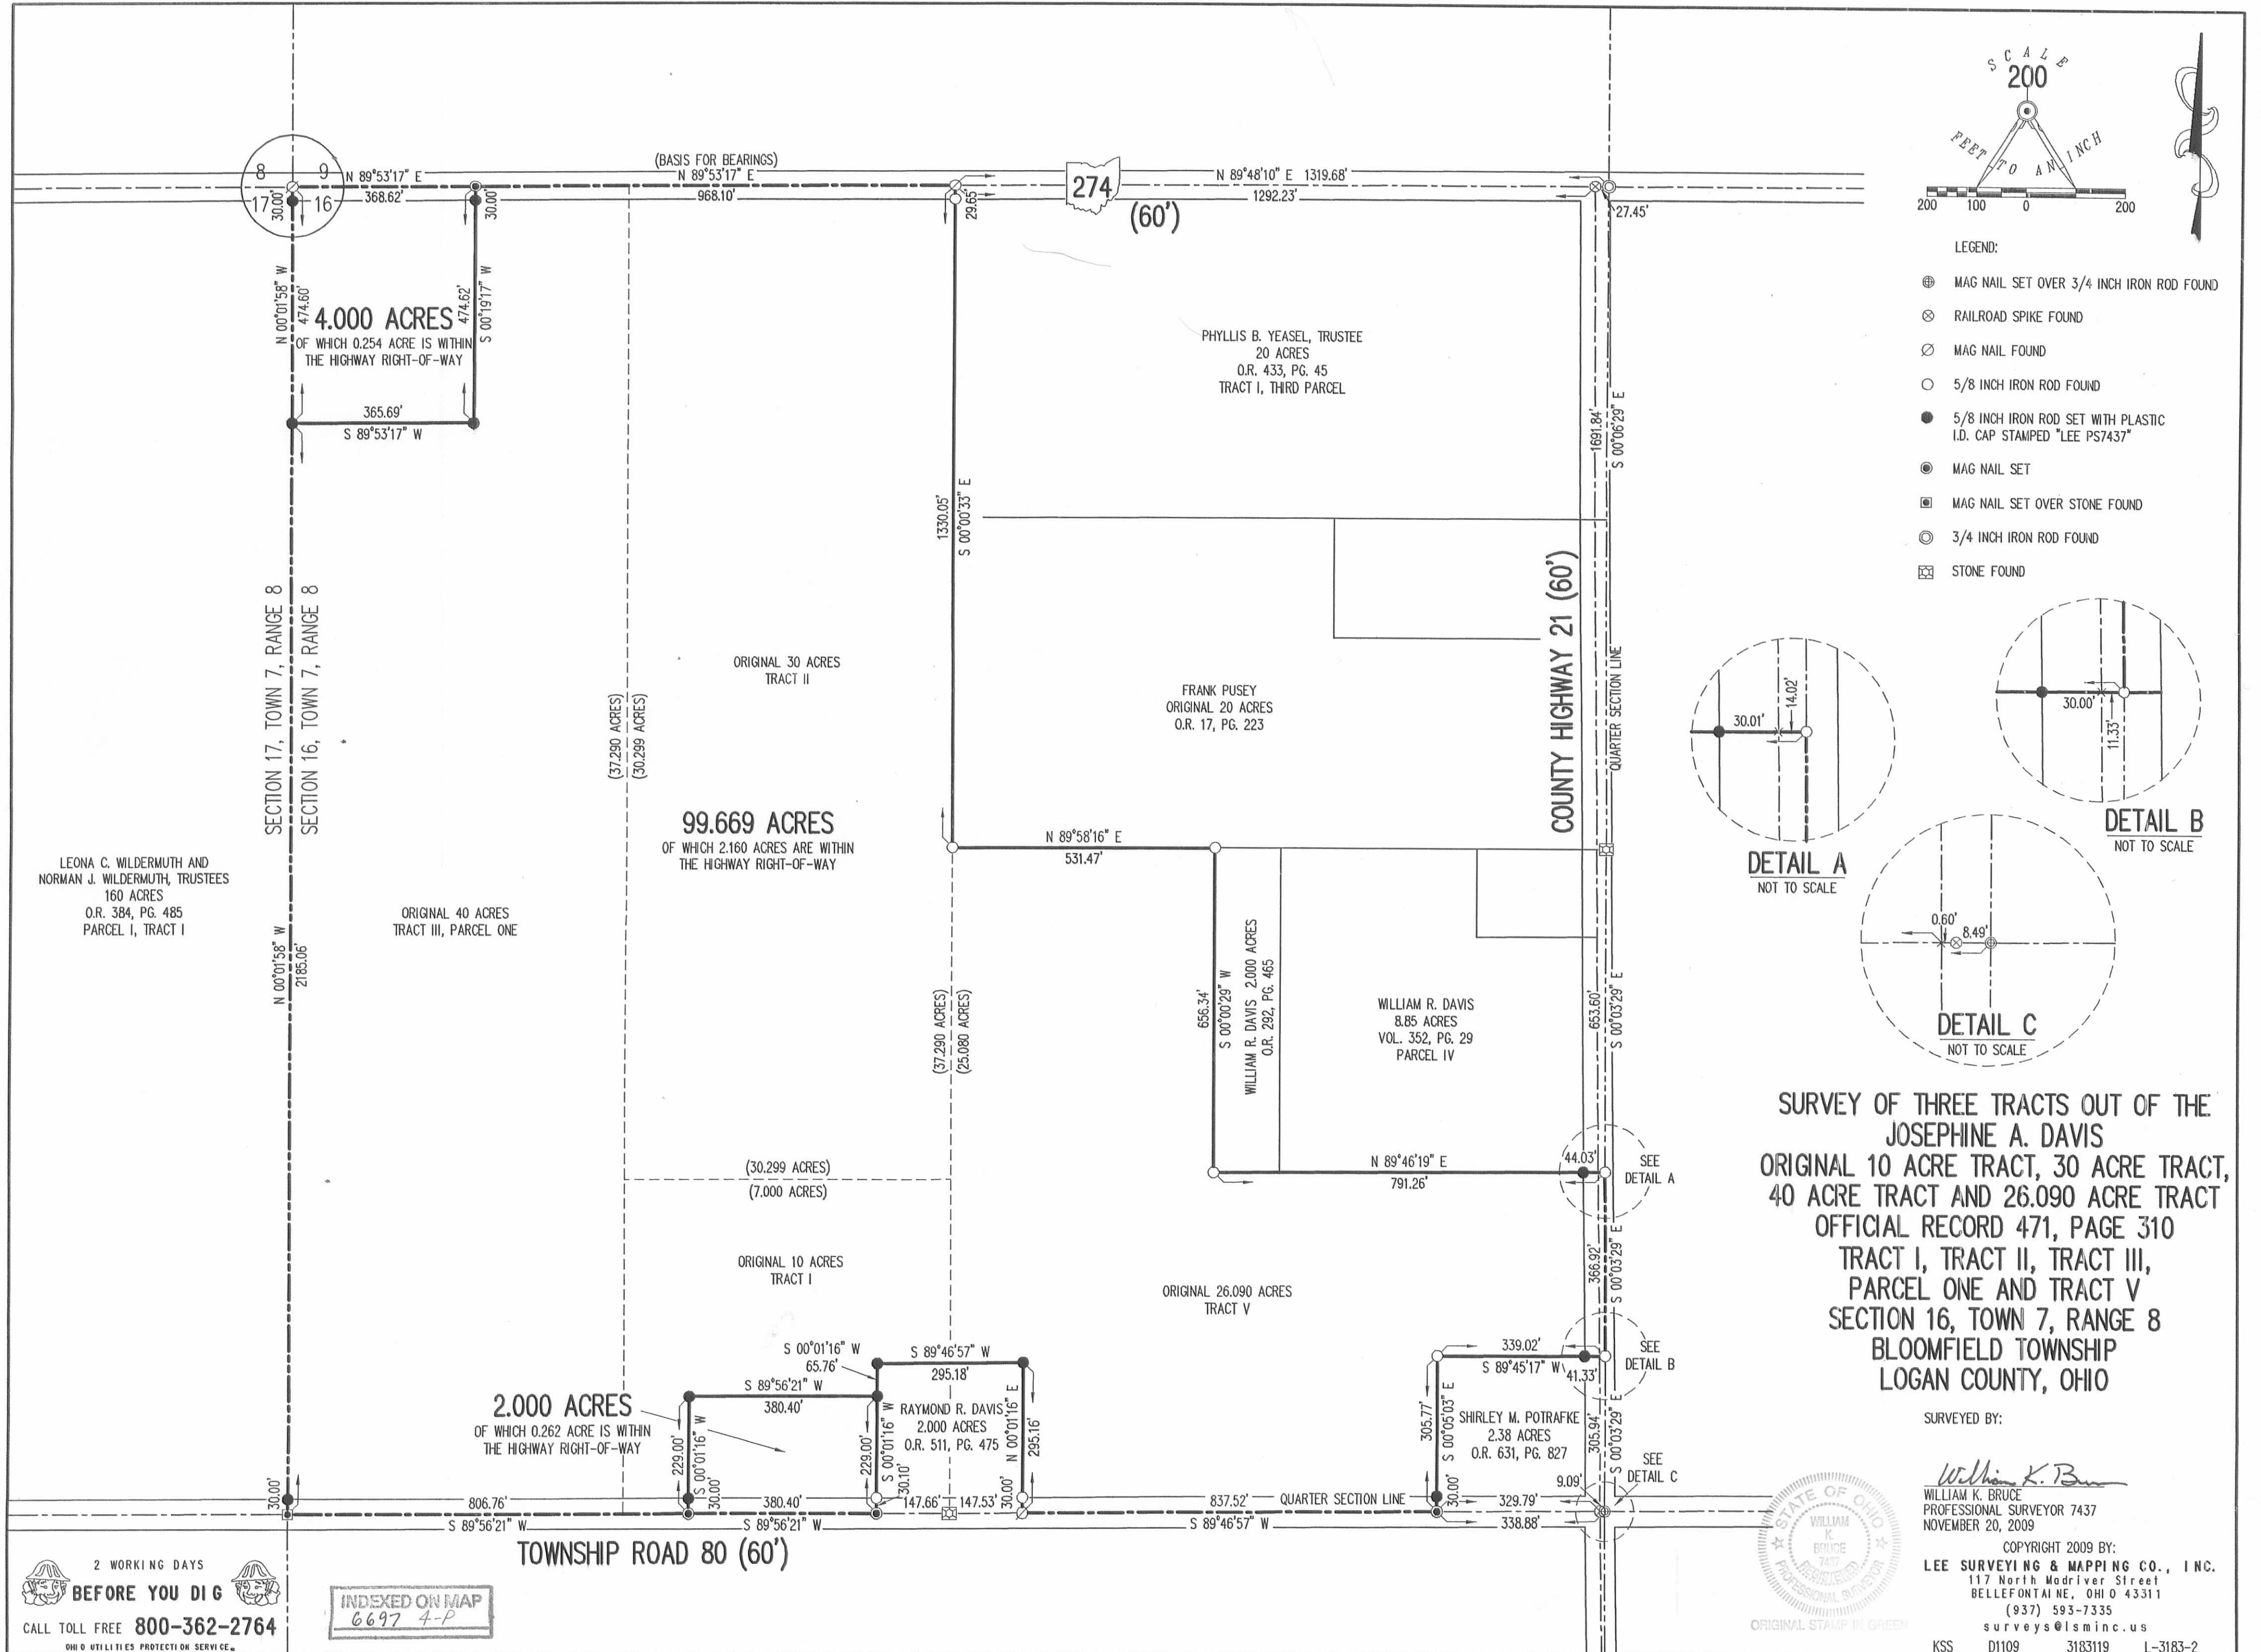 (BASIS FOR BEARINGS)
8
9
17
16
N 89°53'17" E
368.62'
N 89°53'17" E
968.10'
274
(60')
N 89°48'10" E 1319.68'
1292.23'
27.45'
30.00'
30.00'
29.65'
N 00°01'58" W
474.60'
474.62'
S 00°19'17" W
4.000 ACRES
OF WHICH 0.254 ACRE IS WITHIN
THE HIGHWAY RIGHT-OF-WAY
365.69'
S 89°53'17" W
PHYLLIS B. YEASEL, TRUSTEE
20 ACRES
O.R. 433, PG. 45
TRACT I, THIRD PARCEL
1691.84'
S 00°06'29" E
1330.05'
S 00°00'33" E
SECTION 17, TOWN 7, RANGE 8
SECTION 16, TOWN 7, RANGE 8
ORIGINAL 30 ACRES
TRACT II
(37.290 ACRES)
(30.299 ACRES)
FRANK PUSEY
ORIGINAL 20 ACRES
O.R. 17, PG. 223
COUNTY HIGHWAY 21 (60')
QUARTER SECTION LINE
99.669 ACRES
OF WHICH 2.160 ACRES ARE WITHIN
THE HIGHWAY RIGHT-OF-WAY
N 89°58'16" E
531.47'
LEONA C. WILDERMUTH AND
NORMAN J. WILDERMUTH, TRUSTEES
160 ACRES
O.R. 384, PG. 485
PARCEL I, TRACT I
ORIGINAL 40 ACRES
TRACT III, PARCEL ONE
N 00°01'58" W
2185.06'
(37.290 ACRES)
(25.080 ACRES)
656.34'
S 00°00'29" W
WILLIAM R. DAVIS 2.000 ACRES
O.R. 292, PG. 465
WILLIAM R. DAVIS
8.85 ACRES
VOL. 352, PG. 29
PARCEL IV
653.60'
S 00°03'29" E
(30.299 ACRES)
(7.000 ACRES)
N 89°46'19" E
791.26'
44.03'
SEE
DETAIL A
ORIGINAL 10 ACRES
TRACT I
ORIGINAL 26.090 ACRES
TRACT V
366.92'
S 00°03'29" E
S 00°01'16" W
65.76'
S 89°46'57" W
295.18'
339.02'
S 89°45'17" W
41.33'
SEE
DETAIL B
2.000 ACRES
OF WHICH 0.262 ACRE IS WITHIN
THE HIGHWAY RIGHT-OF-WAY
S 89°56'21" W
380.40'
229.00'
S 00°01'16" W
229.00'
S 00°01'16" W
RAYMOND R. DAVIS
2.000 ACRES
O.R. 511, PG. 475
N 00°01'16" E
295.16'
305.77'
S 00°05'03" E
SHIRLEY M. POTRAFKE
2.38 ACRES
O.R. 631, PG. 827
305.94'
S 00°03'29" E
SEE
DETAIL C
9.09'
30.00'
806.76'
30.00'
380.40'
30.10'
147.66'
147.53'
30.00'
837.52'
QUARTER SECTION LINE
30.00'
329.79'
S 89°56'21" W
S 89°56'21" W
S 89°46'57" W
338.88'
TOWNSHIP ROAD 80 (60')
2 WORKING DAYS
BEFORE YOU DIG
CALL TOLL FREE 800-362-2764
OHIO UTILITIES PROTECTION SERVICE
INDEXED ON MAP
6697 4-P
SCALE
200
FEET TO AN INCH
200 100 0 200
LEGEND:
MAG NAIL SET OVER 3/4 INCH IRON ROD FOUND
RAILROAD SPIKE FOUND
MAG NAIL FOUND
5/8 INCH IRON ROD FOUND
5/8 INCH IRON ROD SET WITH PLASTIC
I.D. CAP STAMPED "LEE PS7437"
MAG NAIL SET
MAG NAIL SET OVER STONE FOUND
3/4 INCH IRON ROD FOUND
STONE FOUND
30.01'
14.02'
DETAIL A
NOT TO SCALE
30.00'
11.33'
DETAIL B
NOT TO SCALE
0.60'
8.49'
DETAIL C
NOT TO SCALE
SURVEY OF THREE TRACTS OUT OF THE
JOSEPHINE A. DAVIS
ORIGINAL 10 ACRE TRACT, 30 ACRE TRACT,
40 ACRE TRACT AND 26.090 ACRE TRACT
OFFICIAL RECORD 471, PAGE 310
TRACT I, TRACT II, TRACT III,
PARCEL ONE AND TRACT V
SECTION 16, TOWN 7, RANGE 8
BLOOMFIELD TOWNSHIP
LOGAN COUNTY, OHIO
SURVEYED BY:
William K. Bruce
WILLIAM K. BRUCE
PROFESSIONAL SURVEYOR 7437
NOVEMBER 20, 2009
COPYRIGHT 2009 BY:
LEE SURVEYING & MAPPING CO., INC.
117 North Madriver Street
BELLEFONTAINE, OHIO 43311
(937) 593-7335
surveys@lsminc.us
KSS D1109 3183119 L-3183-2
STATE OF OHIO
WILLIAM
K.
BRUCE
7437
REGISTERED
PROFESSIONAL SURVEYOR
ORIGINAL STAMP IN GREEN